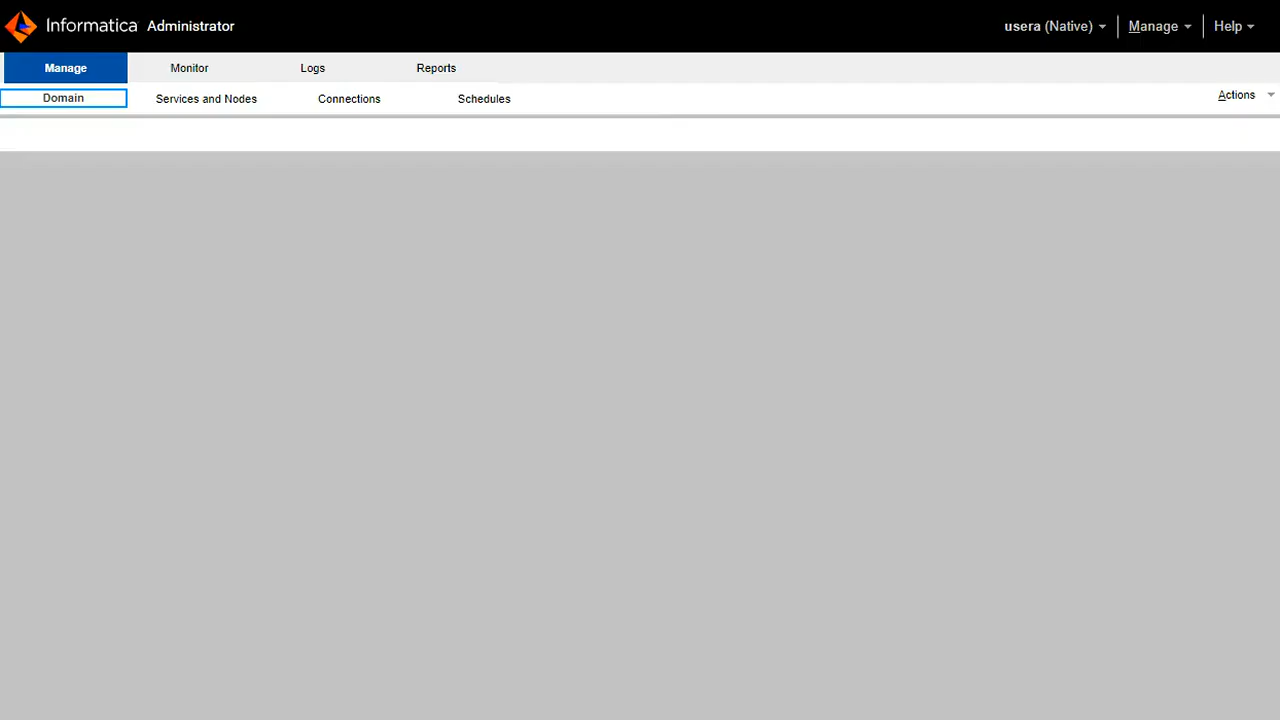 Informatica Administrator usera (Native) Manage Help
Manage Monitor Logs Reports
Domain Services and Nodes Connections Schedules Actions